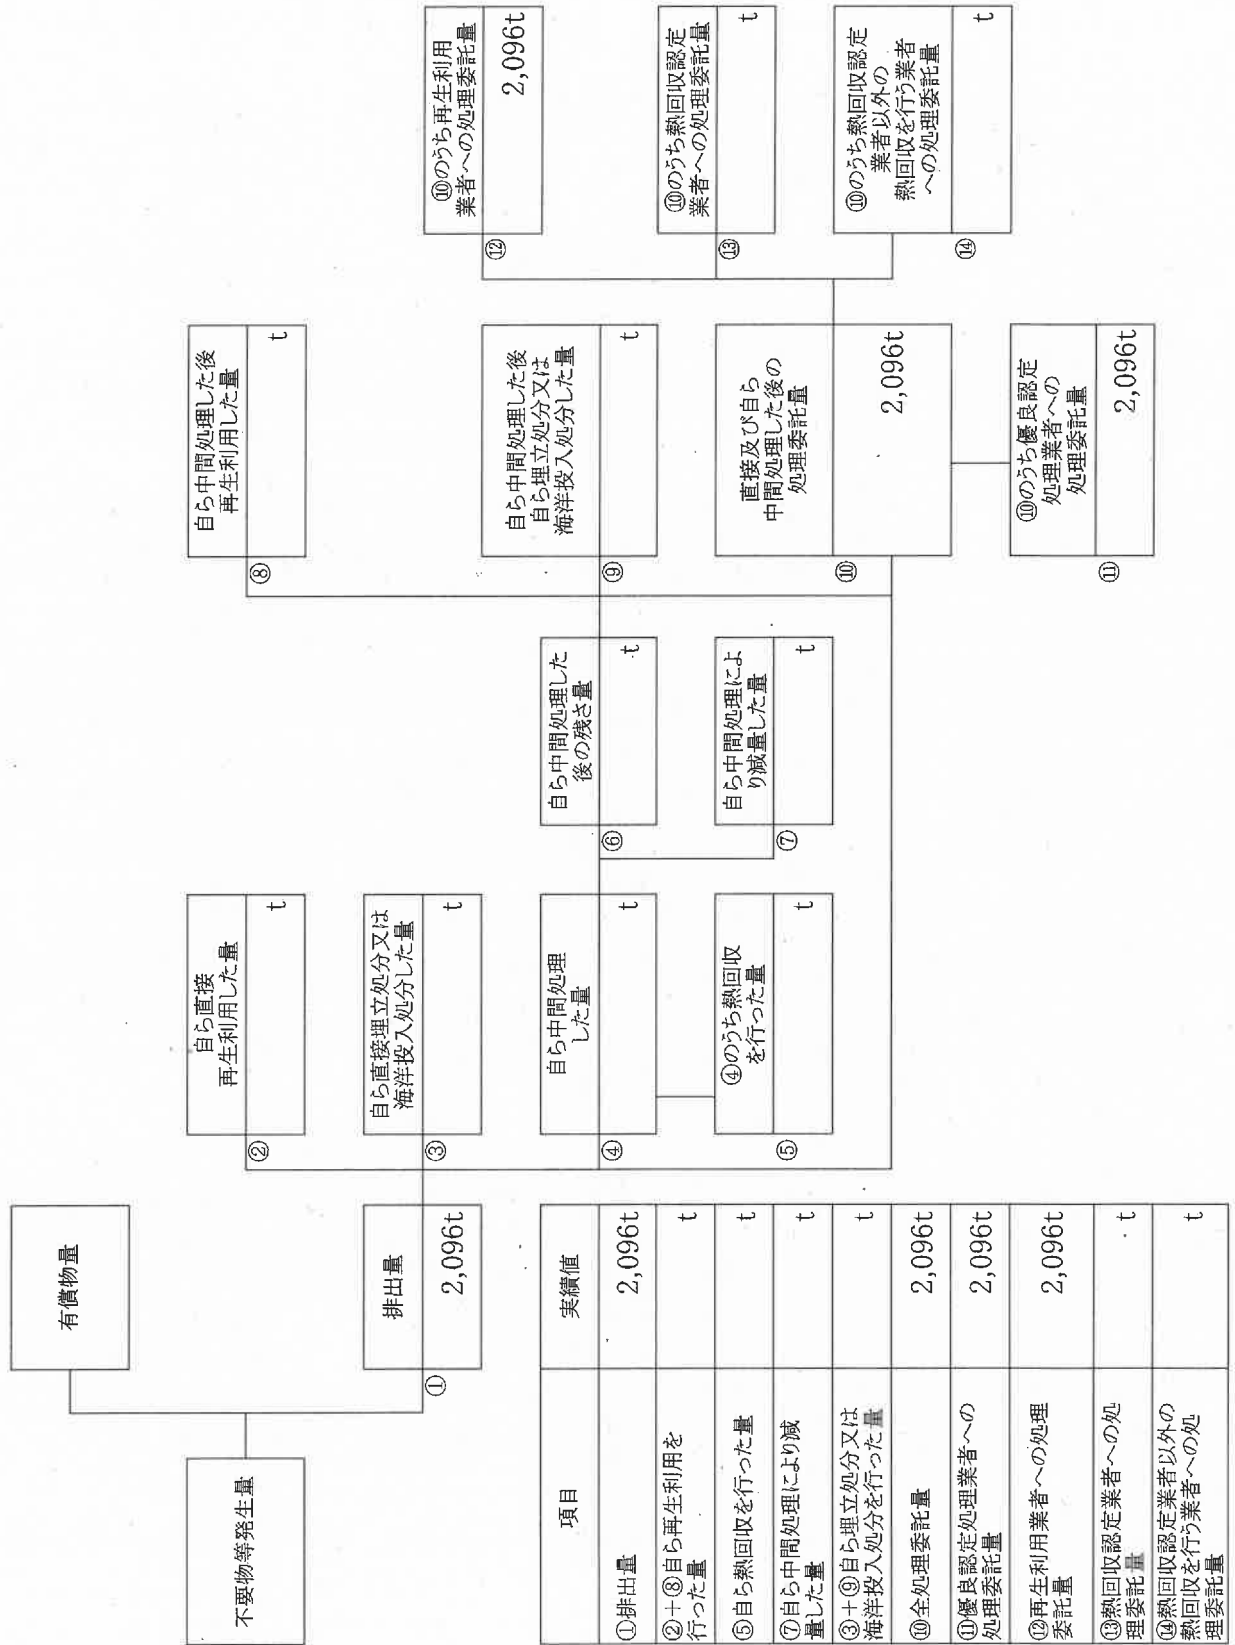 不要物等発生量
有償物量
①
排出量
2,096t
②
自ら直接
再生利用した量
t
③
自ら直接埋立処分又は
海洋投入処分した量
t
④
自ら中間処理
した量
t
⑤
④のうち熱回収
を行った量
t
⑥
自ら中間処理した
後の残さ量
t
⑦
自ら中間処理によ
り減量した量
t
⑧
自ら中間処理した後
再生利用した量
t
⑨
自ら中間処理した後
自ら埋立処分又は
海洋投入処分した量
t
⑩
直接及び自ら
中間処理した後の
処理委託量
2,096t
⑪
⑩のうち優良認定
処理業者への
処理委託量
2,096t
⑫
⑩のうち再生利用
業者への処理委託量
2,096t
⑬
⑩のうち熱回収認定
業者への処理委託量
t
⑭
⑩のうち熱回収認定
業者以外の
熱回収を行う業者
への処理委託量
t
項目 実績値
①排出量 2,096t
②+⑧自ら再生利用を
行った量 t
⑤自ら熱回収を行った量 t
⑦自ら中間処理により減
量した量 t
③+⑨自ら埋立処分又は
海洋投入処分を行った量 t
⑩全処理委託量 2,096t
⑪優良認定処理業者への
処理委託量 2,096t
⑫再生利用業者への処理
委託量 2,096t
⑬熱回収認定業者への処
理委託量 t
⑭熱回収認定業者以外の
熱回収を行う業者への処
理委託量 t